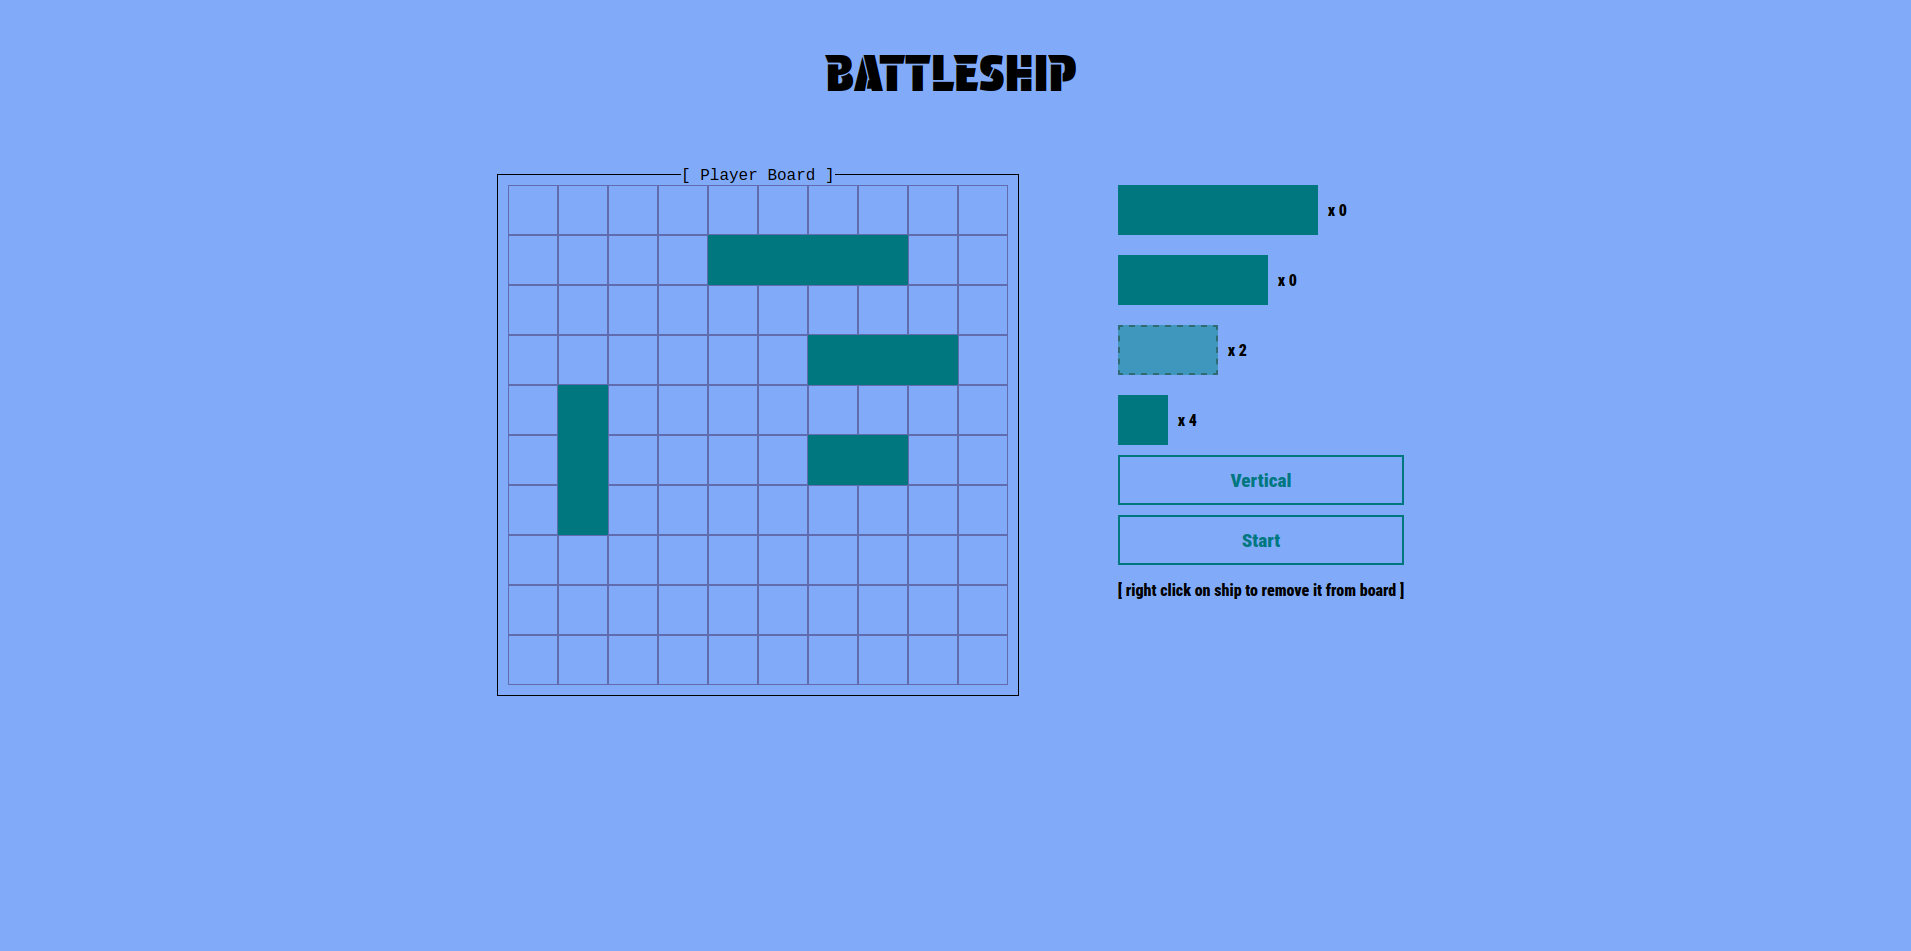 BATTLESHIP
[ Player Board ]
x 0
x 0
x 2
x 4
Vertical
Start
[ right click on ship to remove it from board ]